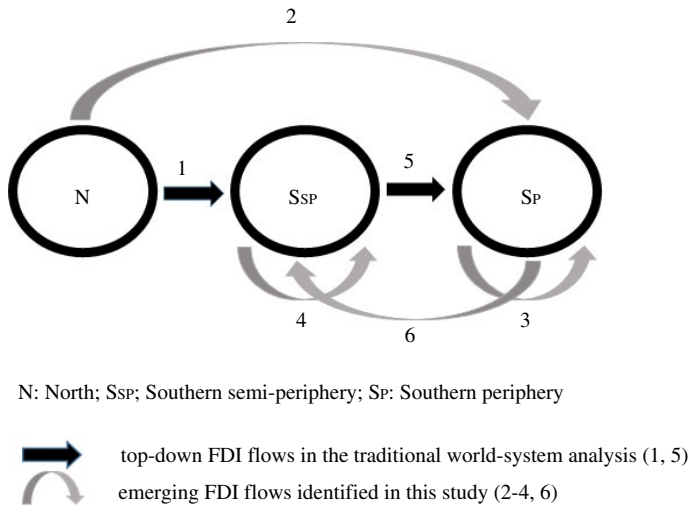 2
1
5
N
SSP
SP
4
6
3
N: North; SSP; Southern semi-periphery; SP: Southern periphery
top-down FDI flows in the traditional world-system analysis (1, 5)
emerging FDI flows identified in this study (2-4, 6)